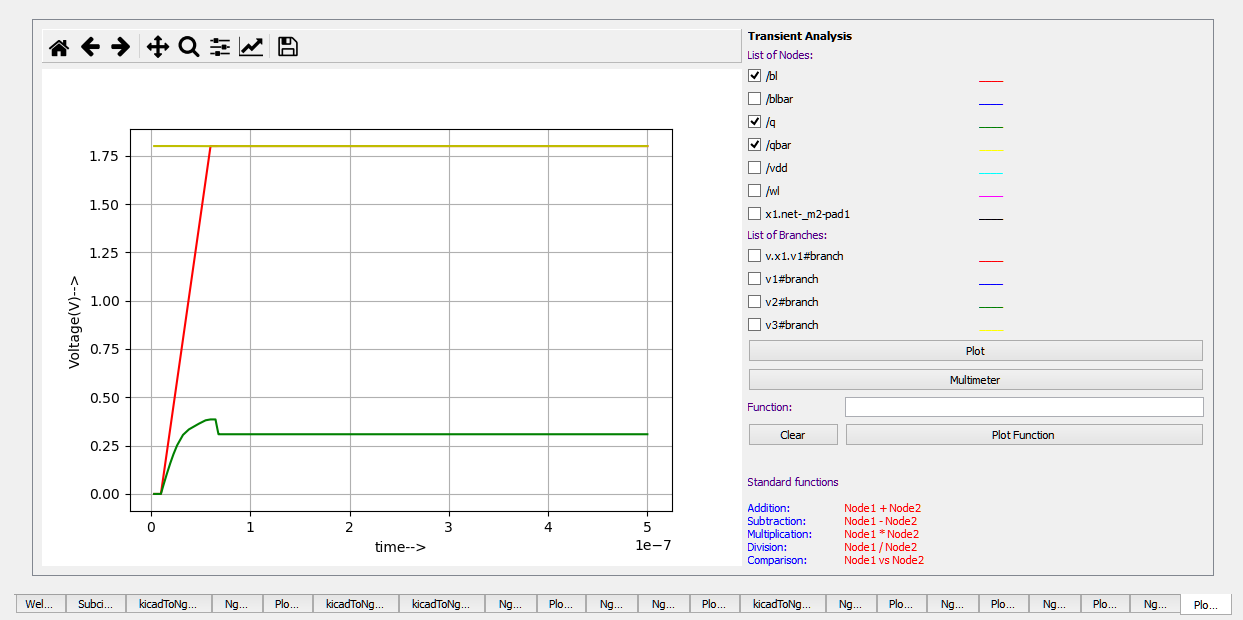 Transient Analysis
List of Nodes:
/bl
/blbar
/q
/qbar
/vdd
/wl
x1.net-_m2-pad1
List of Branches:
v.x1.v1#branch
v1#branch
v2#branch
v3#branch
Plot
Multimeter
Function:
Clear
Plot Function
Standard functions
Addition: Node1 + Node2
Subtraction: Node1 - Node2
Multiplication: Node1 * Node2
Division: Node1 / Node2
Comparison: Node1 vs Node2
Voltage(V)-->
1.75
1.50
1.25
1.00
0.75
0.50
0.25
0.00
0 1 2 3 4 5
time-->
1e−7
Wel... Subci... kicadToNg... Ng... Plo... kicadToNg... kicadToNg... Ng... Plo... Ng... Ng... Plo... kicadToNg... Ng... Plo... Ng... Plo... Ng... Plo... Ng... Plo...